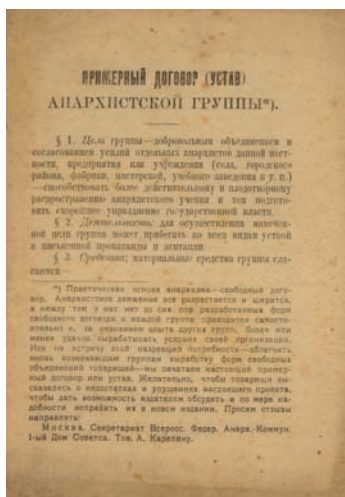 ПРИМЕРНЫЙ ДОГОВОР (УСТАВ)
АНАРХИСТСКОЙ ГРУППЫ*).
§ 1. Цель группы—добровольным объединением и
согласованием усилий отдельных анархистов данной мест-
ности, предприятия или учреждения (села, городского
района, фабрики, мастерской, учебного заведения и т. п.)
—способствовать более действительному и плодотворному
распространению анархистского учения и тем подгото-
вить скорейшее упразднение государственной власти.
§ 2. Деятельность: для осуществления намечен-
ной цели группа может прибегать ко всем видам устной
и письменной пропаганды и агитации.
§ 3. Средства: материальные средства группы сла-
гаются
*) Практическая основа анархизма—свободный дого-
вор. Анархистское движение все разрастается и ширится,
а между тем у нас нет до сих пор разработанных форм
свободного договора и каждой группе приходится самосто-
ятельно и, за незнанием опыта других групп, более или
менее удачно вырабатывать условия своей организации.
Идя на встречу этой назревшей потребности—облегчить
вновь возникающим группам выработку форм свободных
объединений товарищей—мы печатаем настоящий пример-
ный договор или устав. Желательно, чтобы товарищи вы-
сказались о недостатках и улучшениях настоящего проекта,
чтобы дать возможность издателям обсудить и по мере на-
добности исправить их в новом издании. Просим отзывы
направлять:
Москва. Секретариат Всеросс. Федер. Анарх.-Коммун.
1-ый Дом Советов. Тов. А. Карелину.